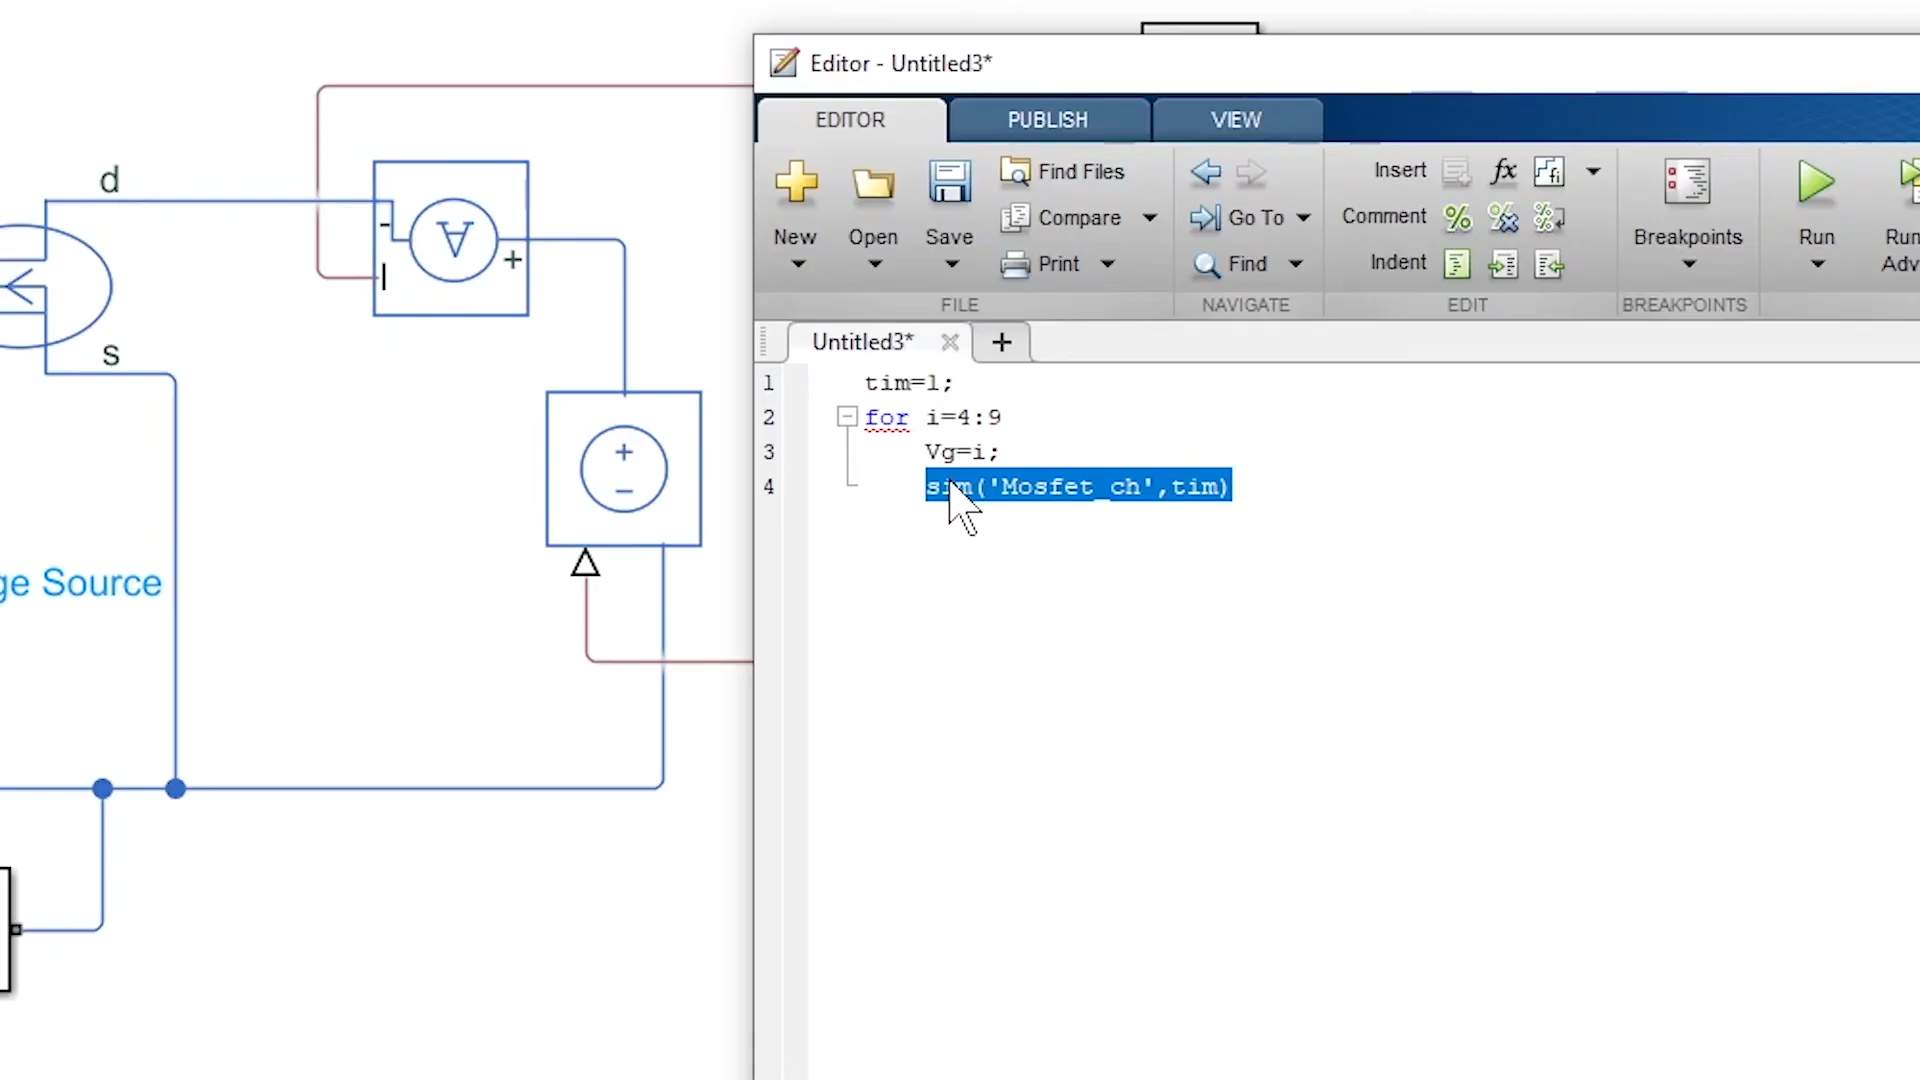 d
-
+
I
s
+
−
ge Source
Editor - Untitled3*
EDITOR PUBLISH VIEW
Find Files Insert fx
New Open Save Compare Go To Comment Breakpoints Run Run
Print Find Indent Adv
FILE NAVIGATE EDIT BREAKPOINTS
Untitled3* +
1 tim=1;
2 for i=4:9
3 Vg=i;
4 sim('Mosfet_ch',tim)
A